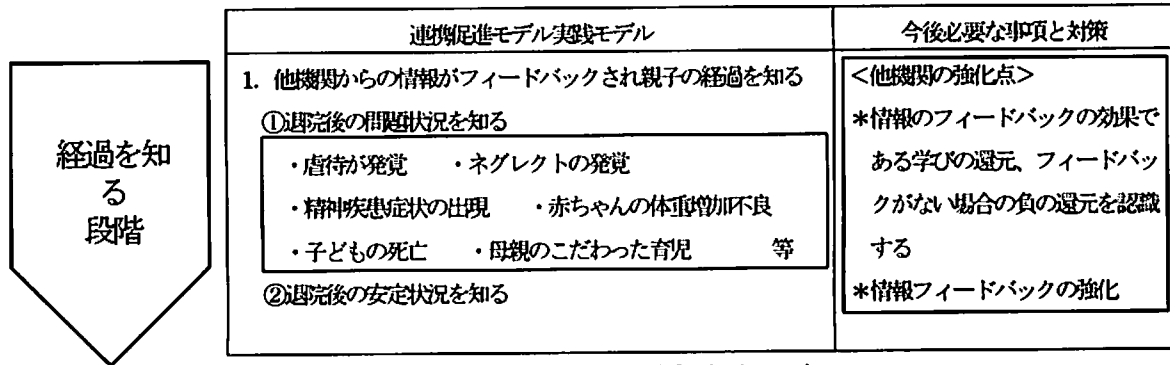 連携促進モデル実践モデル
今後必要な事項と対策
経過を知
る
段階
1. 他機関からの情報がフィードバックされ親子の経過を知る
①退院後の問題状況を知る
・虐待が発覚　・ネグレクトの発覚
・精神疾患症状の出現　・赤ちゃんの体重増加不良
・子どもの死亡　・母親のこだわった育児　等
②退院後の安定状況を知る
<他機関の強化点>
*情報のフィードバックの効果で
ある学びの還元、フィードバッ
クがない場合の負の還元を認識
する
*情報フィードバックの強化